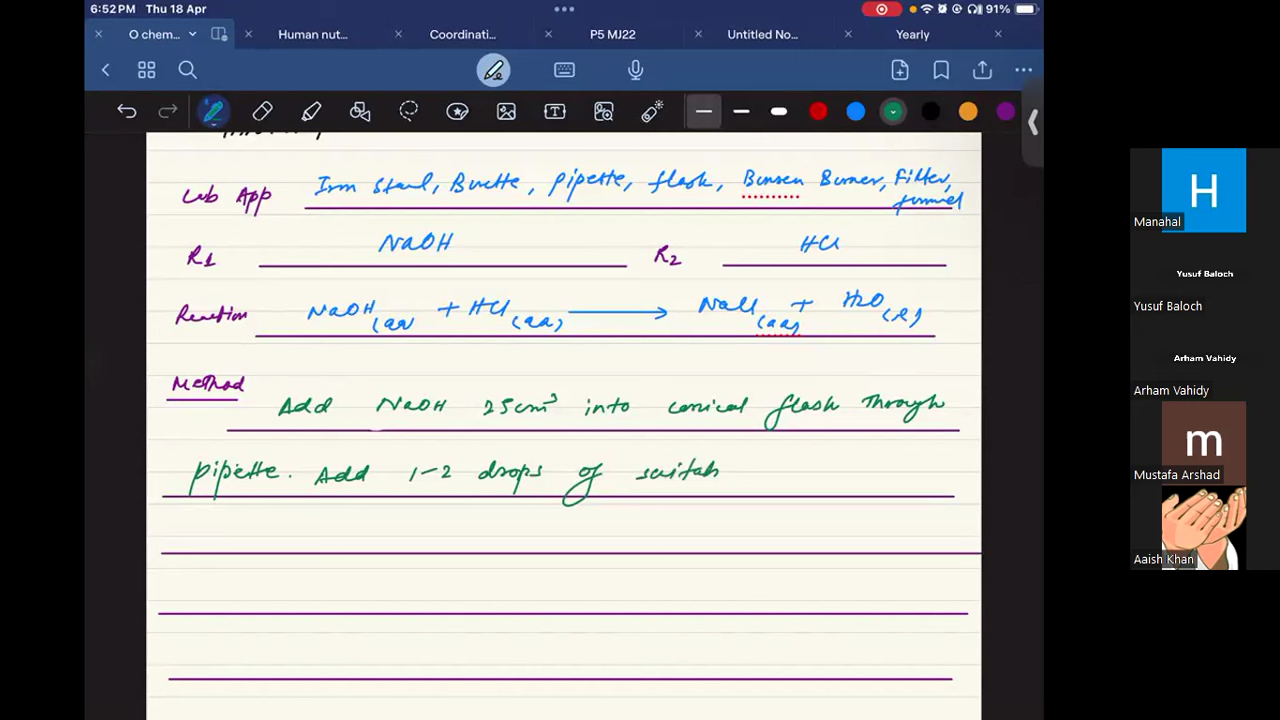 6:52 PM Thu 18 Apr
91%
O chem...
Human nut...
Coordinati...
P5 MJ22
Untitled No...
Yearly
Lab App Iron Stand, Burette, pipette, flask, Bunsen Burner, Filter,
funnel
R1 NaOH R2 HCl
Reaction NaOH(aq) + HCl(aq) → NaCl(aq) + H2O(l)
Method
Add NaOH 25cm³ into conical flask through
pipette. Add 1-2 drops of suitab
H
Manahal
Yusuf Baloch
Yusuf Baloch
Arham Vahidy
Arham Vahidy
m
Mustafa Arshad
Aaish Khan